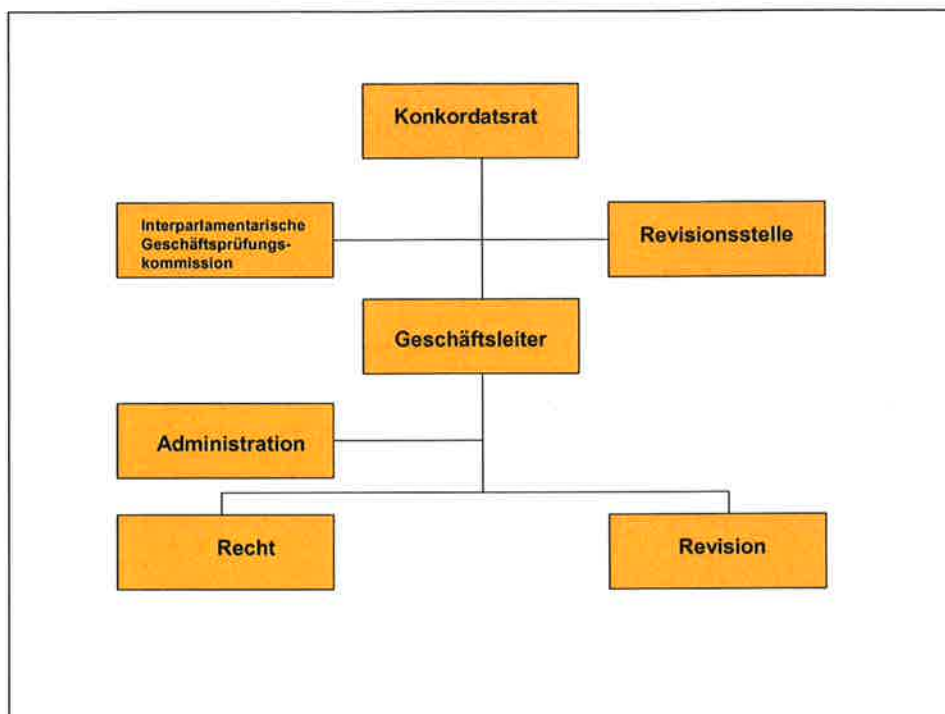 Konkordatsrat
Interparlamentarische
Geschäftsprüfungs-
kommission
Revisionsstelle
Geschäftsleiter
Administration
Recht
Revision